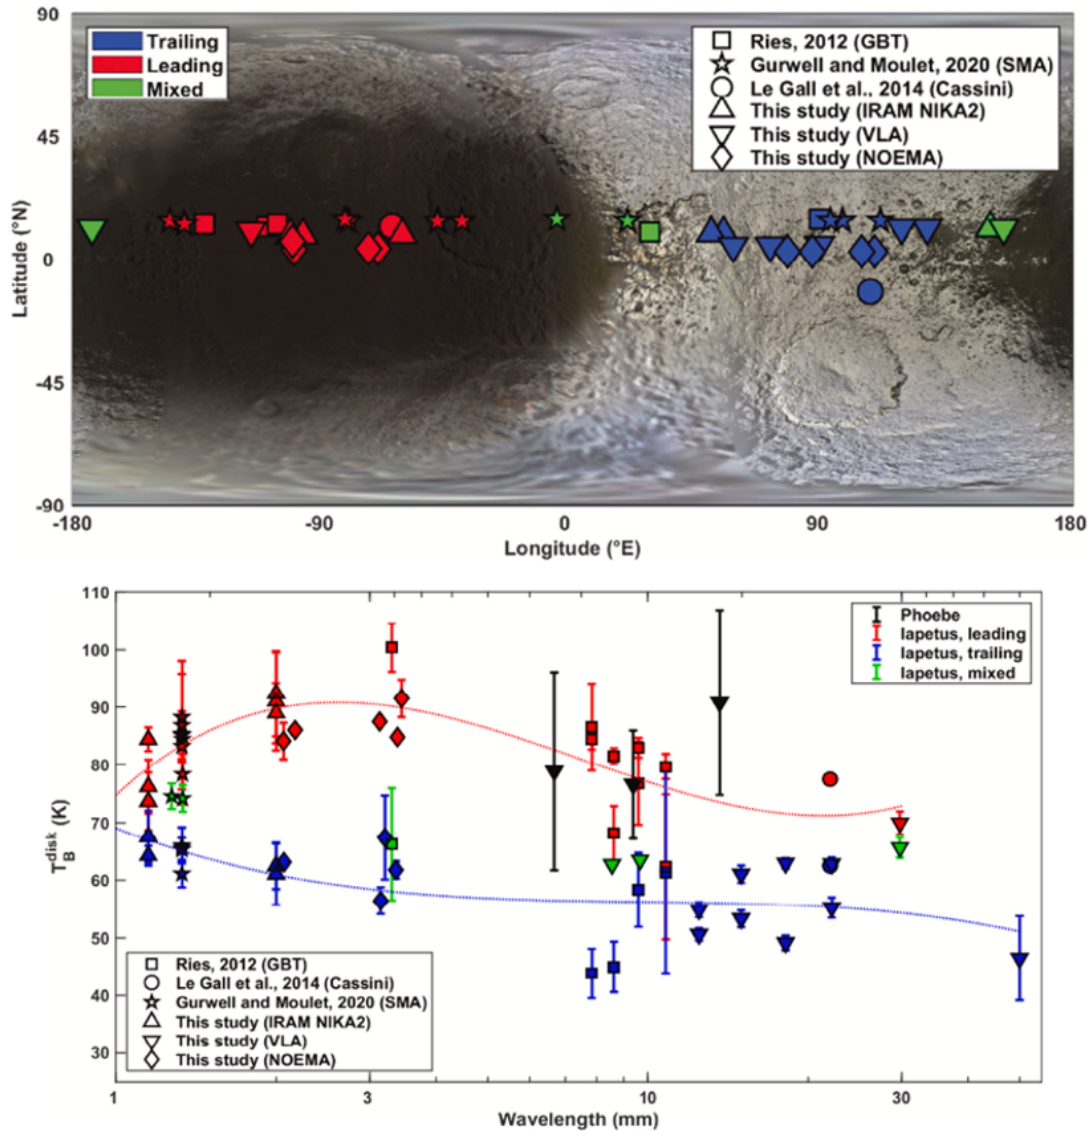 90
45
0
-45
-90
Latitude (°N)
Trailing
Leading
Mixed
Ries, 2012 (GBT)
Gurwell and Moulet, 2020 (SMA)
Le Gall et al., 2014 (Cassini)
This study (IRAM NIKA2)
This study (VLA)
This study (NOEMA)
-180 -90 0 90 180
Longitude (°E)
110
100
90
80
70
60
50
40
30
T_B^disk (K)
Phoebe
Iapetus, leading
Iapetus, trailing
Iapetus, mixed
Ries, 2012 (GBT)
Le Gall et al., 2014 (Cassini)
Gurwell and Moulet, 2020 (SMA)
This study (IRAM NIKA2)
This study (VLA)
This study (NOEMA)
1 3 10 30
Wavelength (mm)